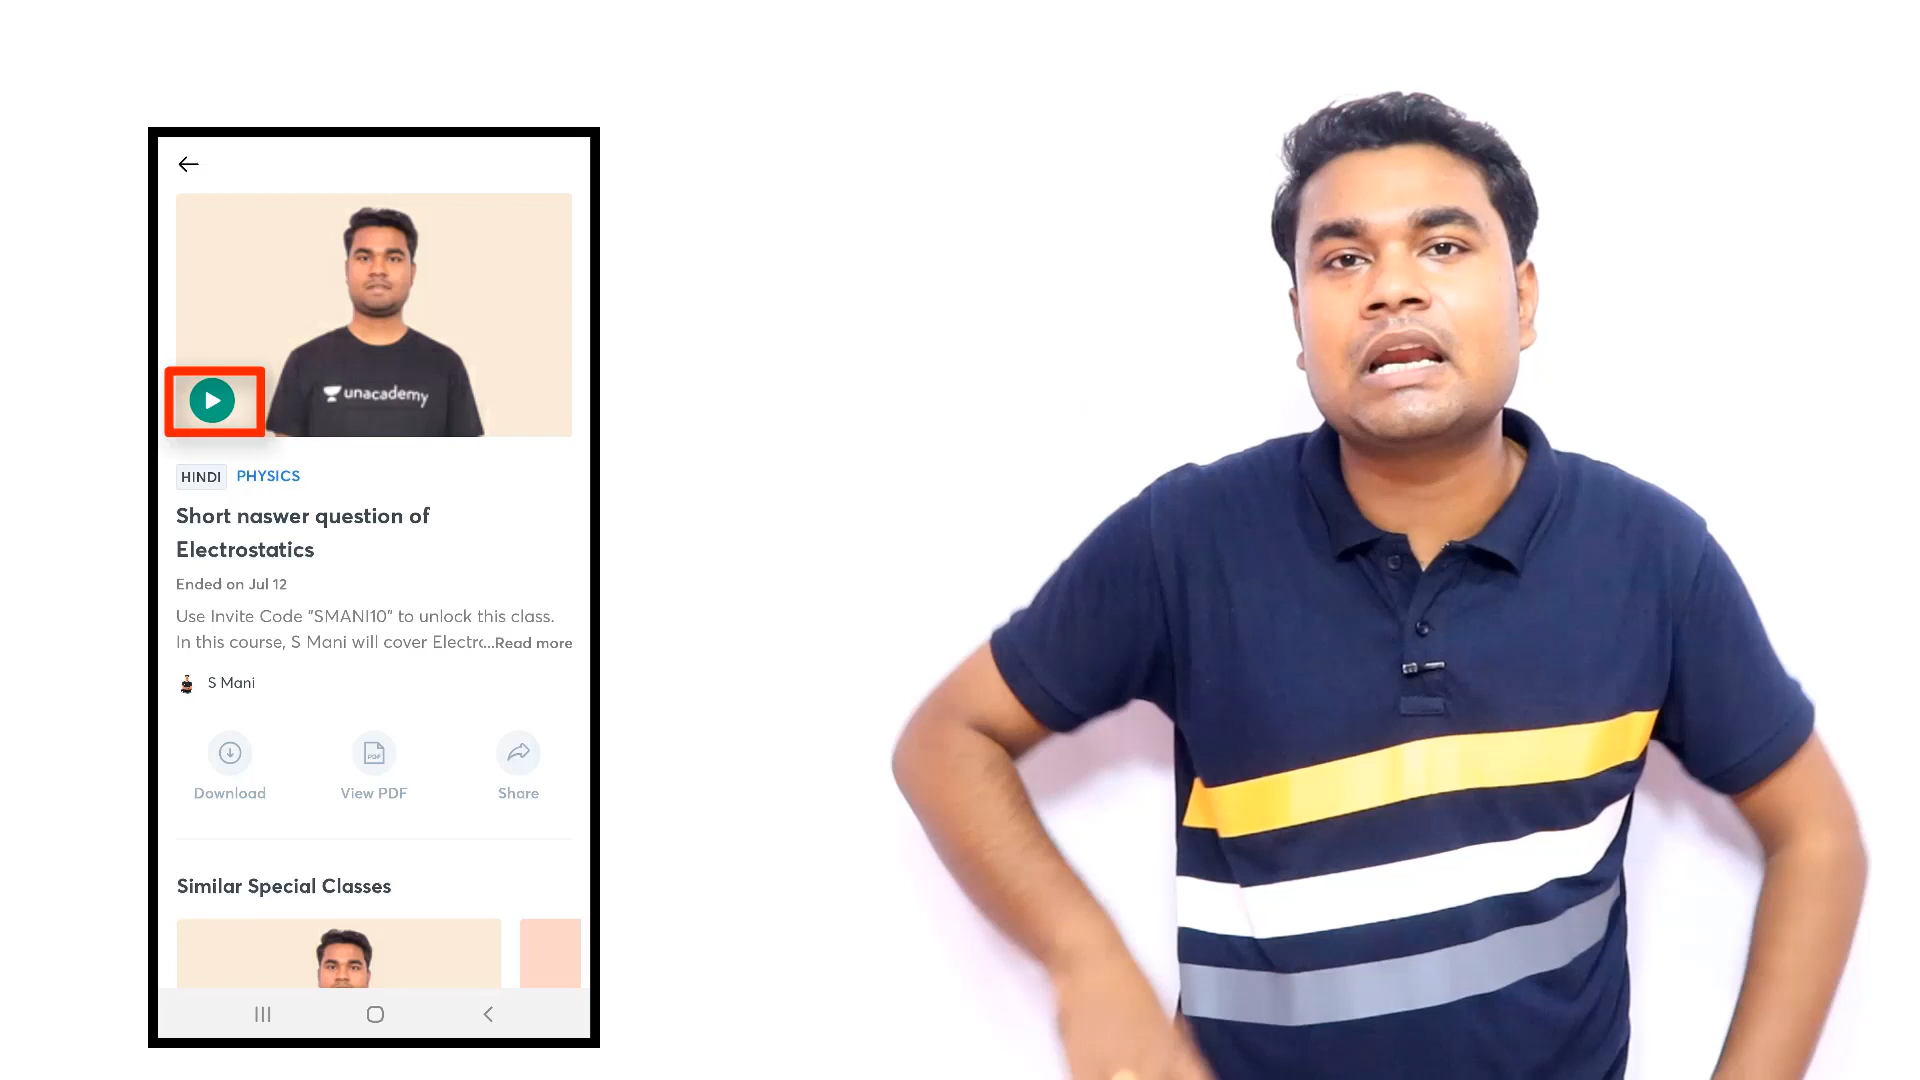 unacademy
HINDI PHYSICS
Short naswer question of
Electrostatics
Ended on Jul 12
Use Invite Code "SMANI10" to unlock this class.
In this course, S Mani will cover Electr...Read more
S Mani
PDF
Download View PDF Share
Similar Special Classes